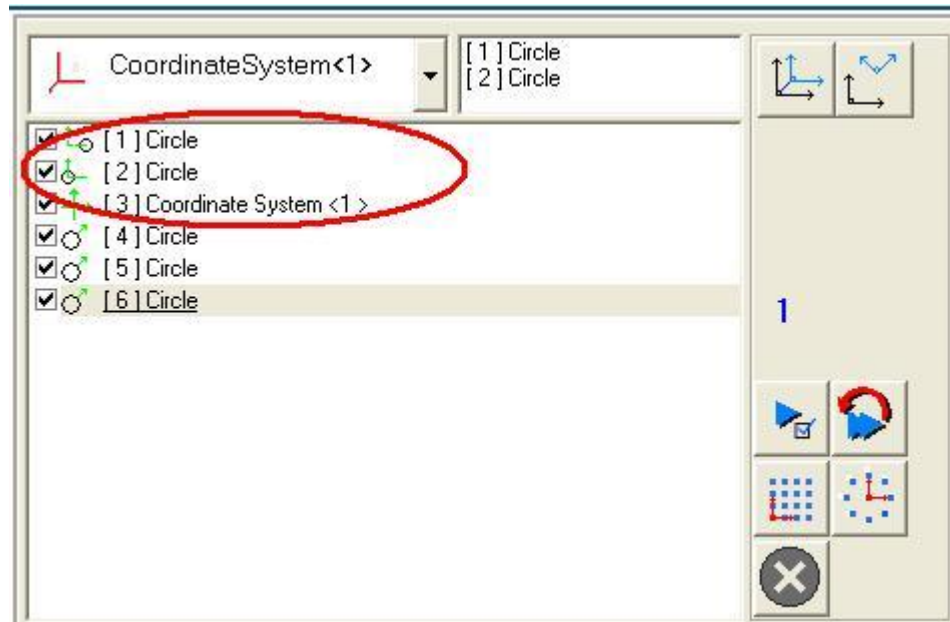 CoordinateSystem<1>
[ 1 ] Circle
[ 2 ] Circle
[ 1 ] Circle
[ 2 ] Circle
[ 3 ] Coordinate System <1 >
[ 4 ] Circle
[ 5 ] Circle
[ 6 ] Circle
1